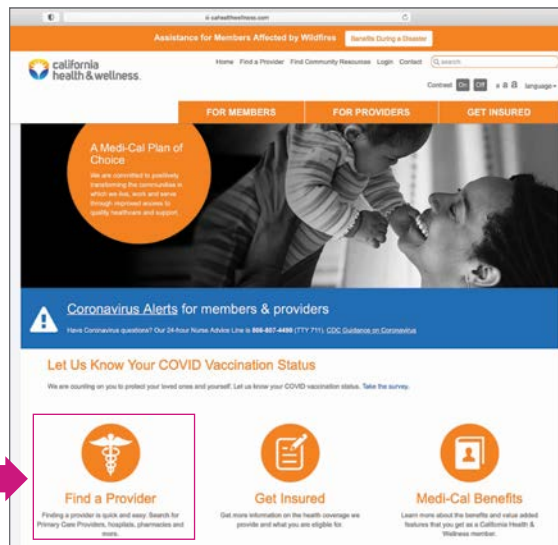 cahealthwellness.com
Assistance for Members Affected by Wildfires Benefits During a Disaster
california
health & wellness.
Home Find a Provider Find Community Resources Login Contact search
Contrast On Off a a a language
FOR MEMBERS FOR PROVIDERS GET INSURED
A Medi-Cal Plan of
Choice
We are committed to positively
transforming the communities in
which we live, work and serve
through improved access to
quality healthcare and support.
Coronavirus Alerts for members & providers
Have Coronavirus questions? Our 24-hour Nurse Advice Line is 866-807-4499 (TTY 711). CDC Guidance on Coronavirus
Let Us Know Your COVID Vaccination Status
We are counting on you to protect your loved ones and yourself. Let us know your COVID vaccination status. Take the survey.
Find a Provider
Finding a provider is quick and easy. Search for
Primary Care Providers, hospitals, pharmacies and
more.
Get Insured
Get more information on the health coverage we
provide and what you are eligible for.
Medi-Cal Benefits
Learn more about the benefits and value added
features that you get as a California Health &
Wellness member.